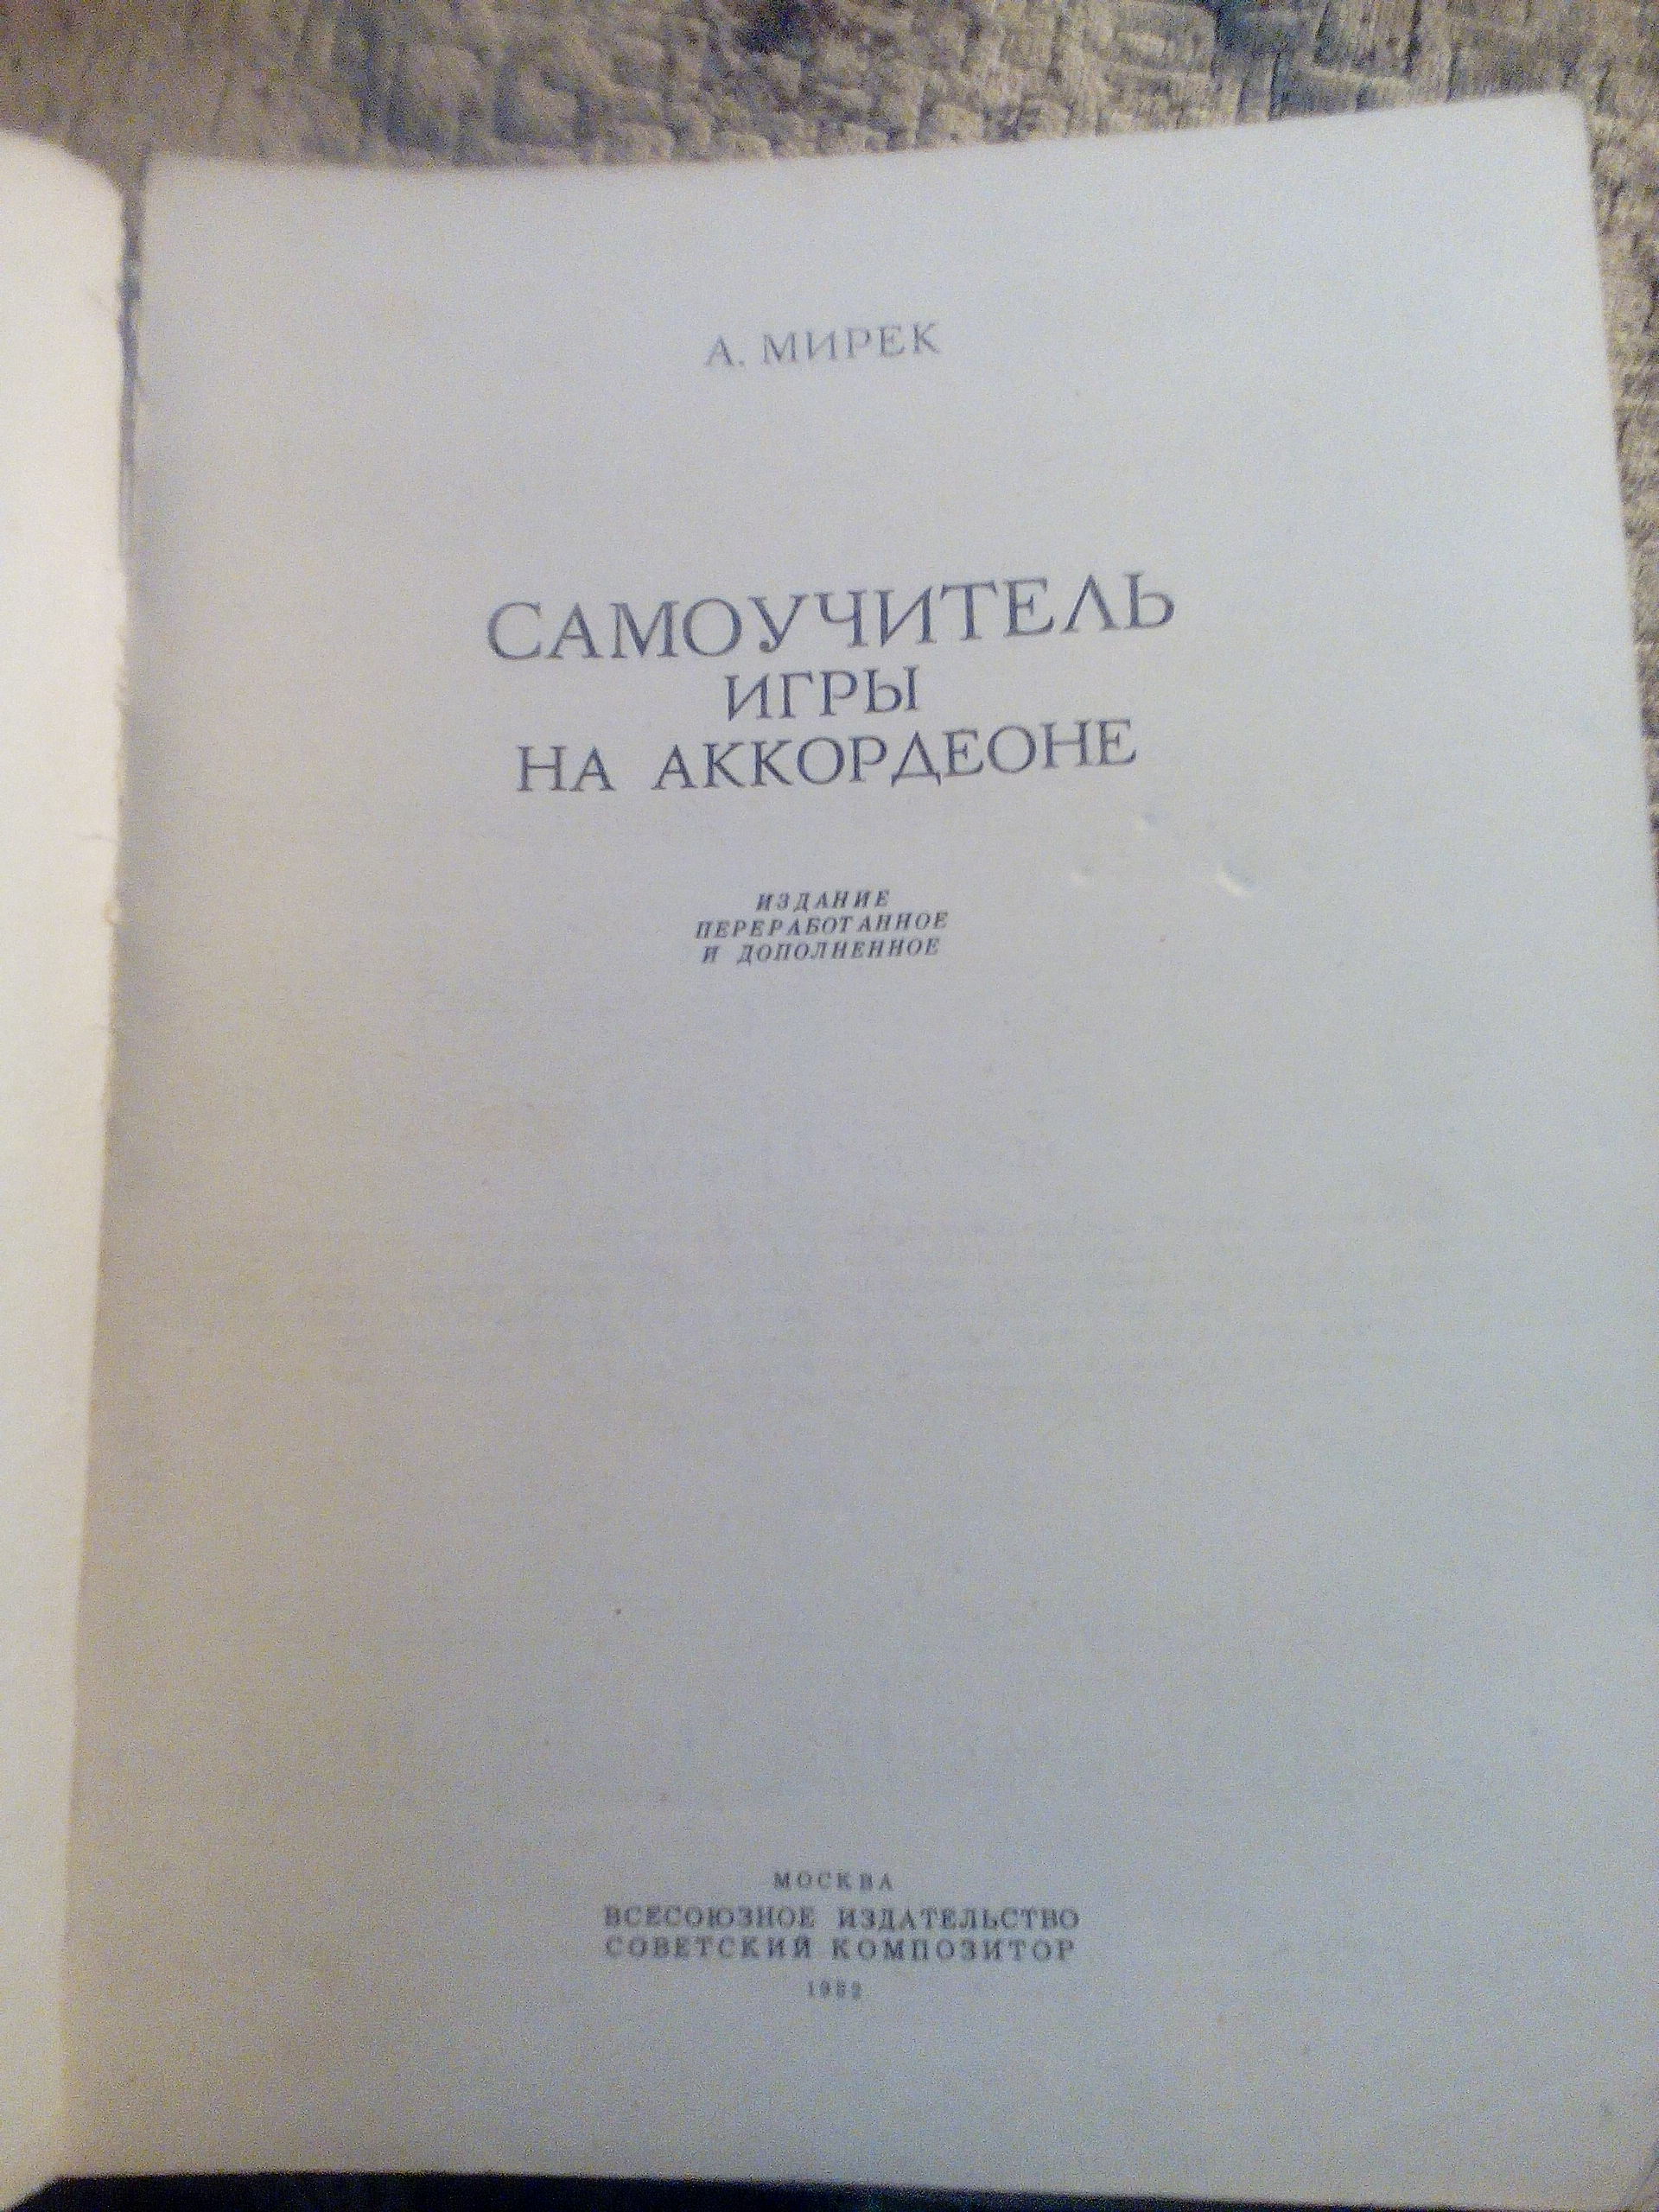 А. МИРЕК
САМОУЧИТЕЛЬ
ИГРЫ
НА АККОРДЕОНЕ
ИЗДАНИЕ
ПЕРЕРАБОТАННОЕ
И ДОПОЛНЕННОЕ
МОСКВА
ВСЕСОЮЗНОЕ ИЗДАТЕЛЬСТВО
СОВЕТСКИЙ КОМПОЗИТОР